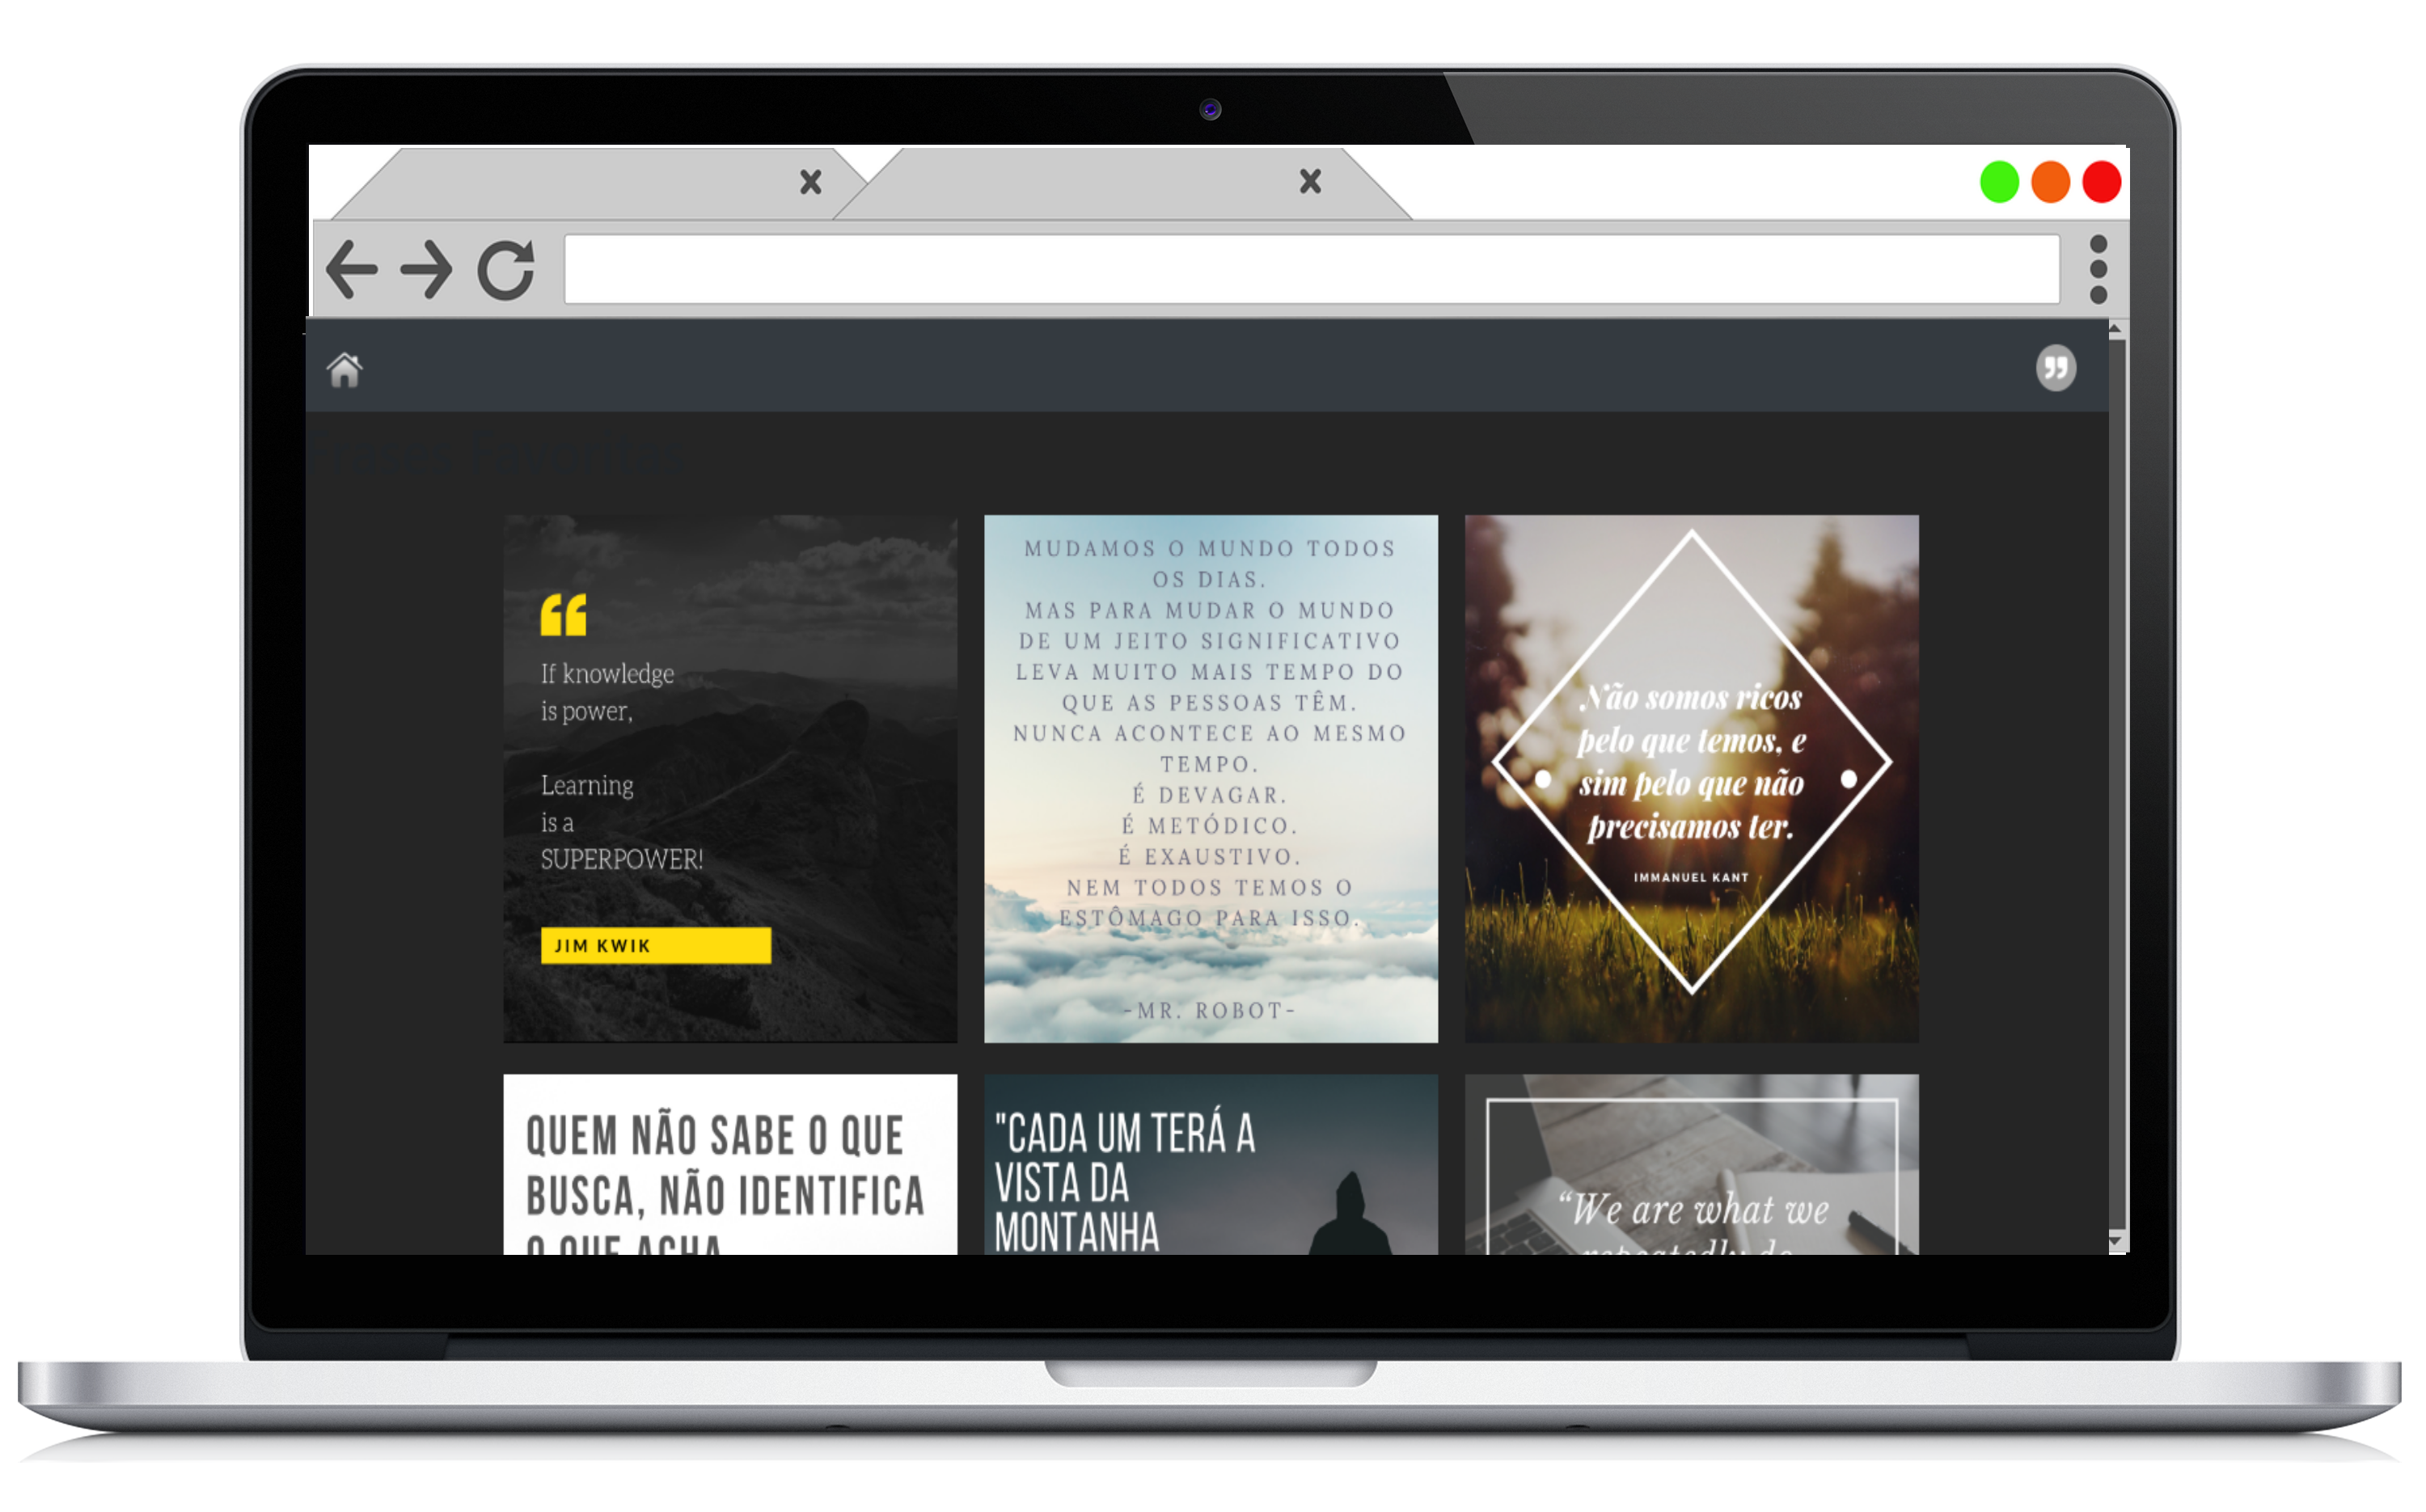 Frases Favoritas
If knowledge
is power,
Learning
is a
SUPERPOWER!
JIM KWIK
MUDAMOS O MUNDO TODOS
OS DIAS.
MAS PARA MUDAR O MUNDO
DE UM JEITO SIGNIFICATIVO
LEVA MUITO MAIS TEMPO DO
QUE AS PESSOAS TÊM.
NUNCA ACONTECE AO MESMO
TEMPO.
É DEVAGAR.
É METÓDICO.
É EXAUSTIVO.
NEM TODOS TEMOS O
ESTÔMAGO PARA ISSO.
-MR. ROBOT-
Não somos ricos
pelo que temos, e
sim pelo que não
precisamos ter.
IMMANUEL KANT
QUEM NÃO SABE O QUE
BUSCA, NÃO IDENTIFICA
O QUE ACHA
"CADA UM TERÁ A
VISTA DA
MONTANHA
“We are what we
repeatedly do